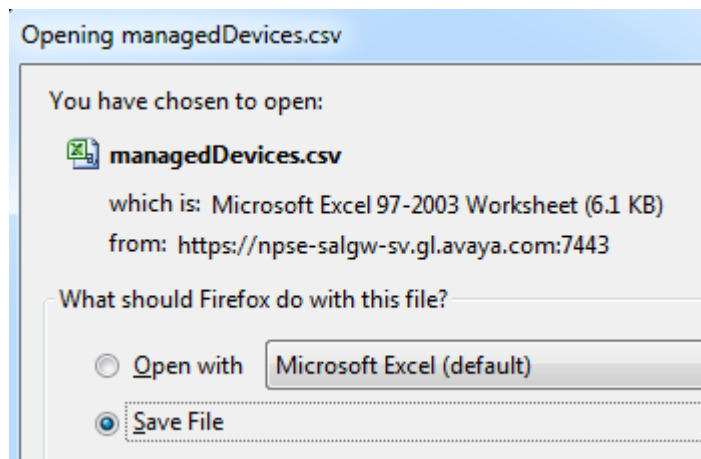 Opening managedDevices.csv
You have chosen to open:
managedDevices.csv
which is: Microsoft Excel 97-2003 Worksheet (6.1 KB)
from: https://npse-salgw-sv.gl.avaya.com:7443
What should Firefox do with this file?
Open with Microsoft Excel (default)
Save File